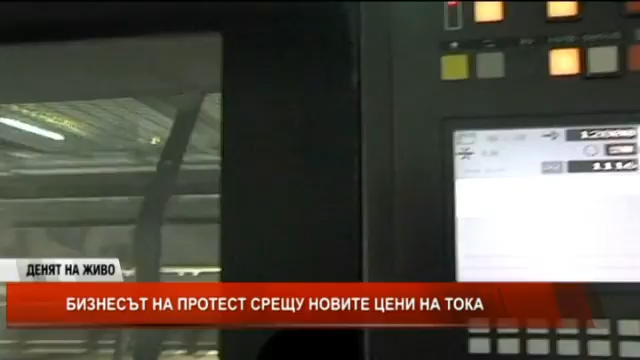 ДЕНЯТ НА ЖИВО
БИЗНЕСЪТ НА ПРОТЕСТ СРЕЩУ НОВИТЕ ЦЕНИ НА ТОКА